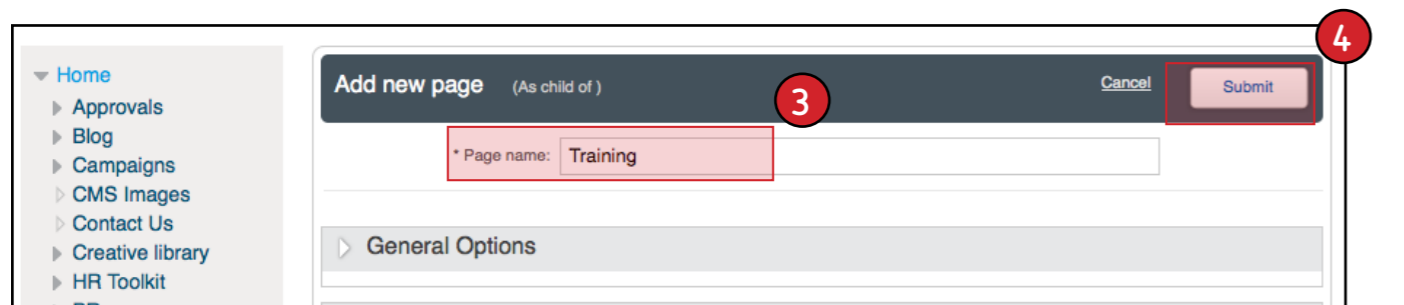 4
Home
Add new page (As child of ) Cancel Submit
3
Approvals
Blog
* Page name: Training
Campaigns
CMS Images
Contact Us
General Options
Creative library
HR Toolkit